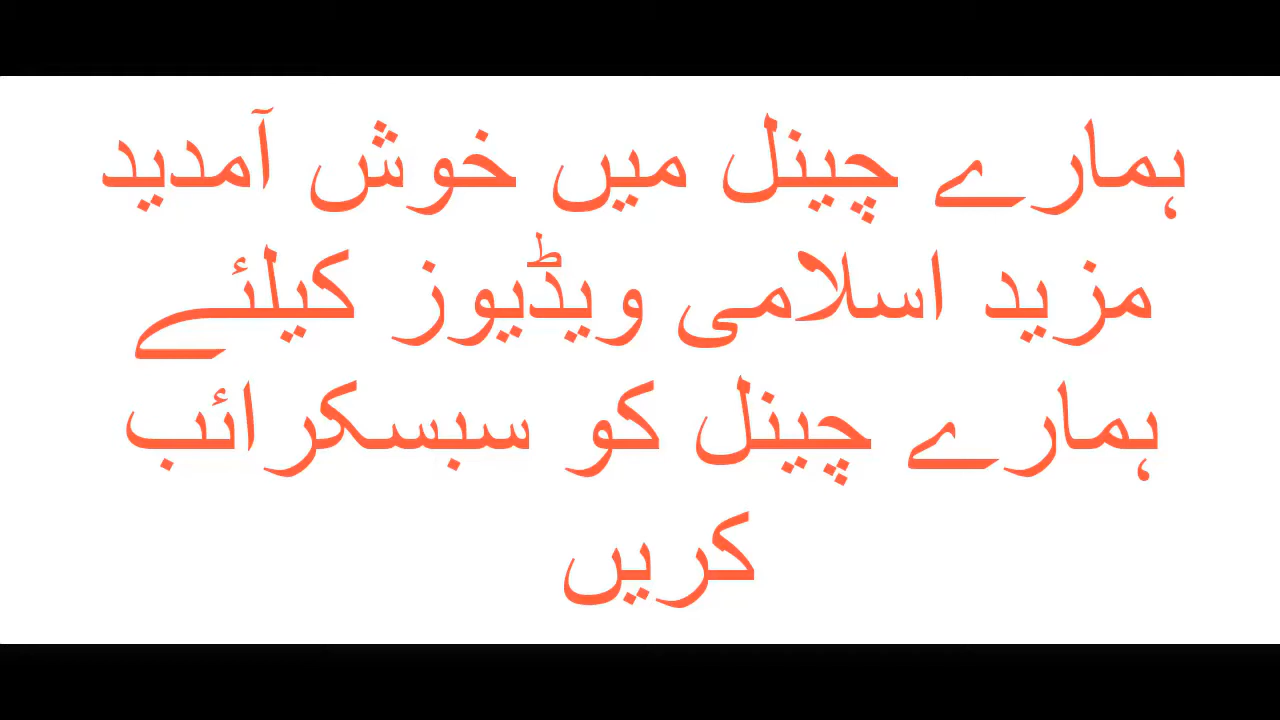 ہمارے چینل میں خوش آمدید
مزید اسلامی ویڈیوز کیلئے
ہمارے چینل کو سبسکرائب
کریں